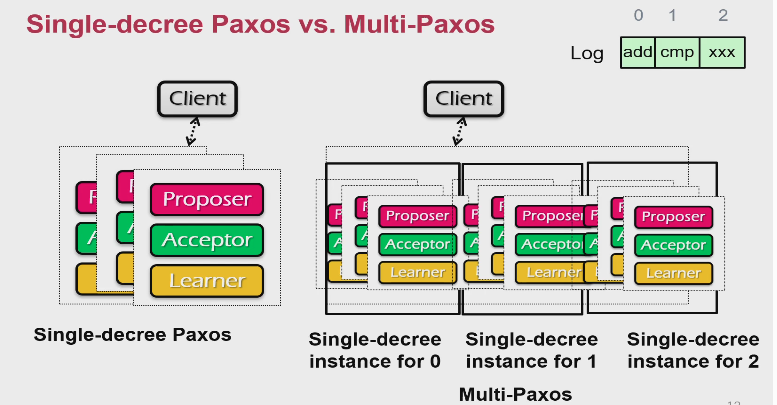 Single-decree Paxos vs. Multi-Paxos
0 1 2
Log add cmp xxx
Client
Client
Proposer
Acceptor
Learner
Proposer
Acceptor
Learner
Proposer
Acceptor
Learner
Proposer
Acceptor
Learner
Single-decree Paxos
Single-decree
instance for 0
Single-decree
instance for 1
Single-decree
instance for 2
Multi-Paxos